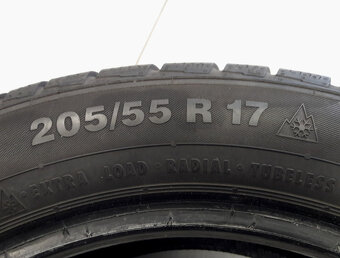 205/55 R 17
EXTRA LOAD · RADIAL · TUBELESS